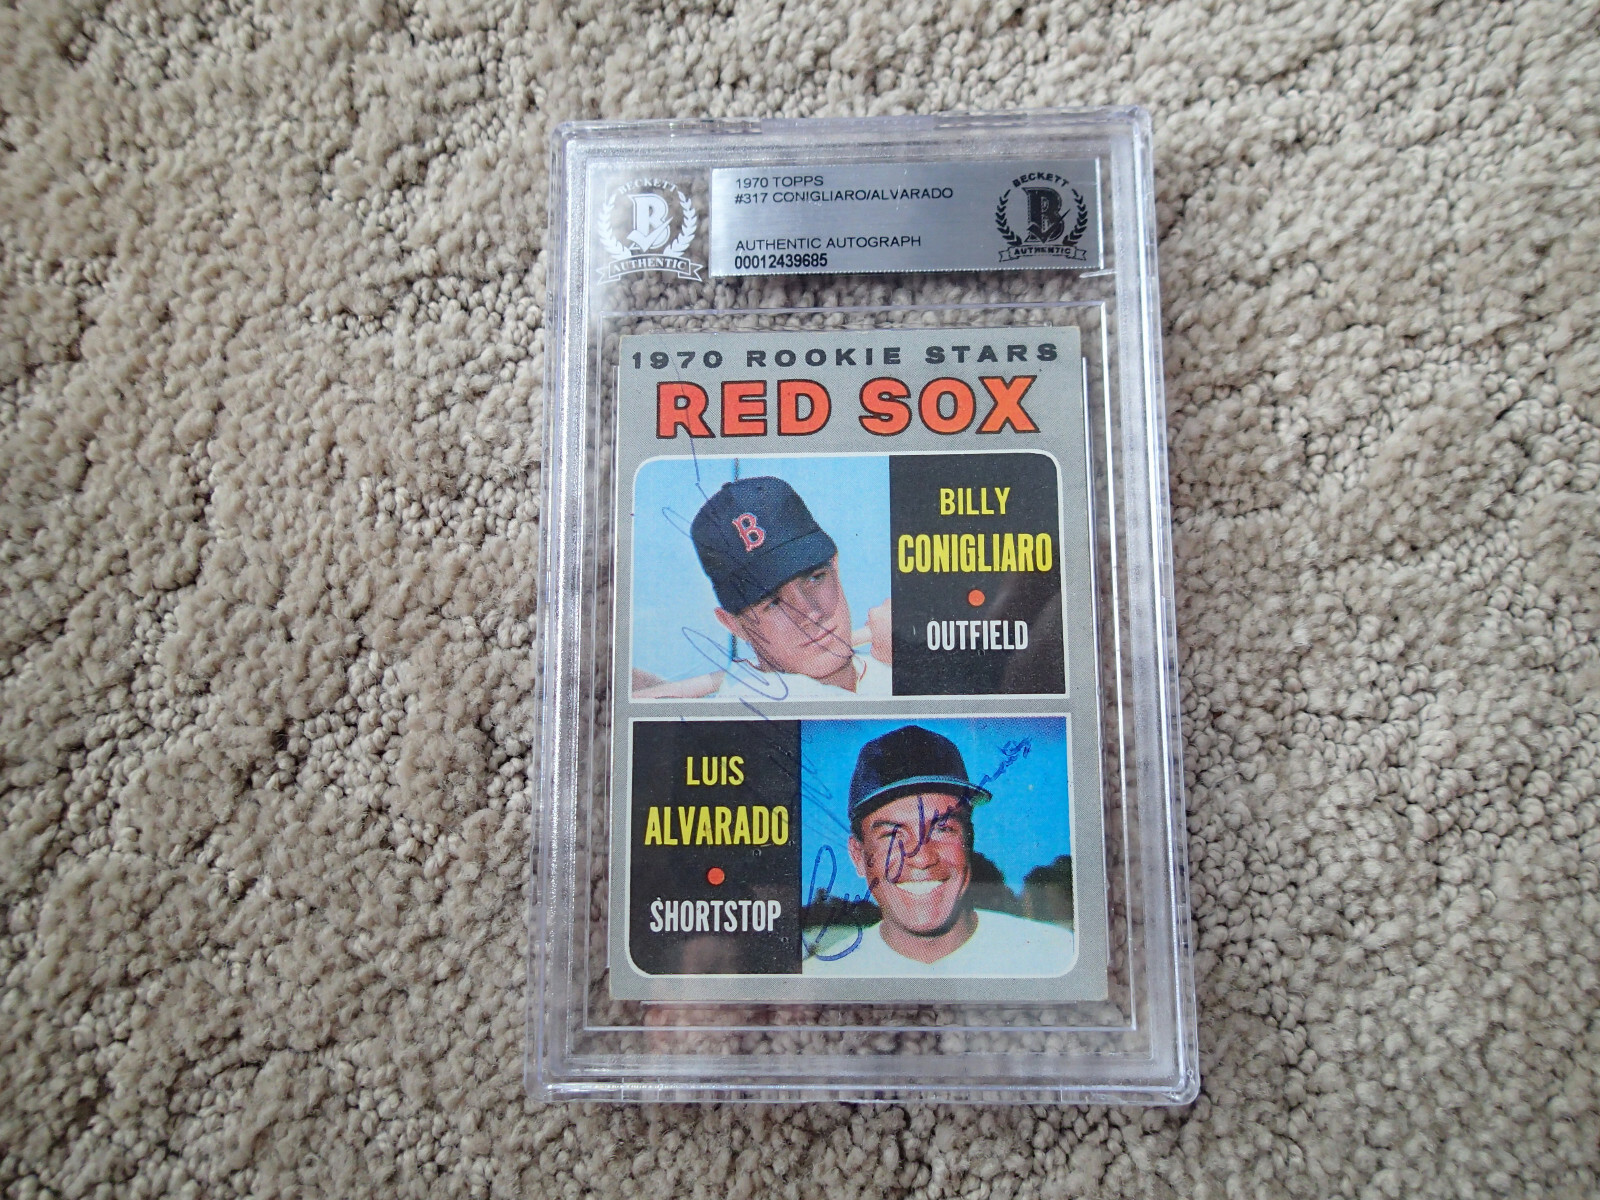 BECKETT
B
AUTHENTIC
1970 TOPPS
#317 CONIGLIARO/ALVARADO
AUTHENTIC AUTOGRAPH
00012439685
BECKETT
B
AUTHENTIC
1970 ROOKIE STARS
RED SOX
B
BILLY
CONIGLIARO
OUTFIELD
LUIS
ALVARADO
SHORTSTOP